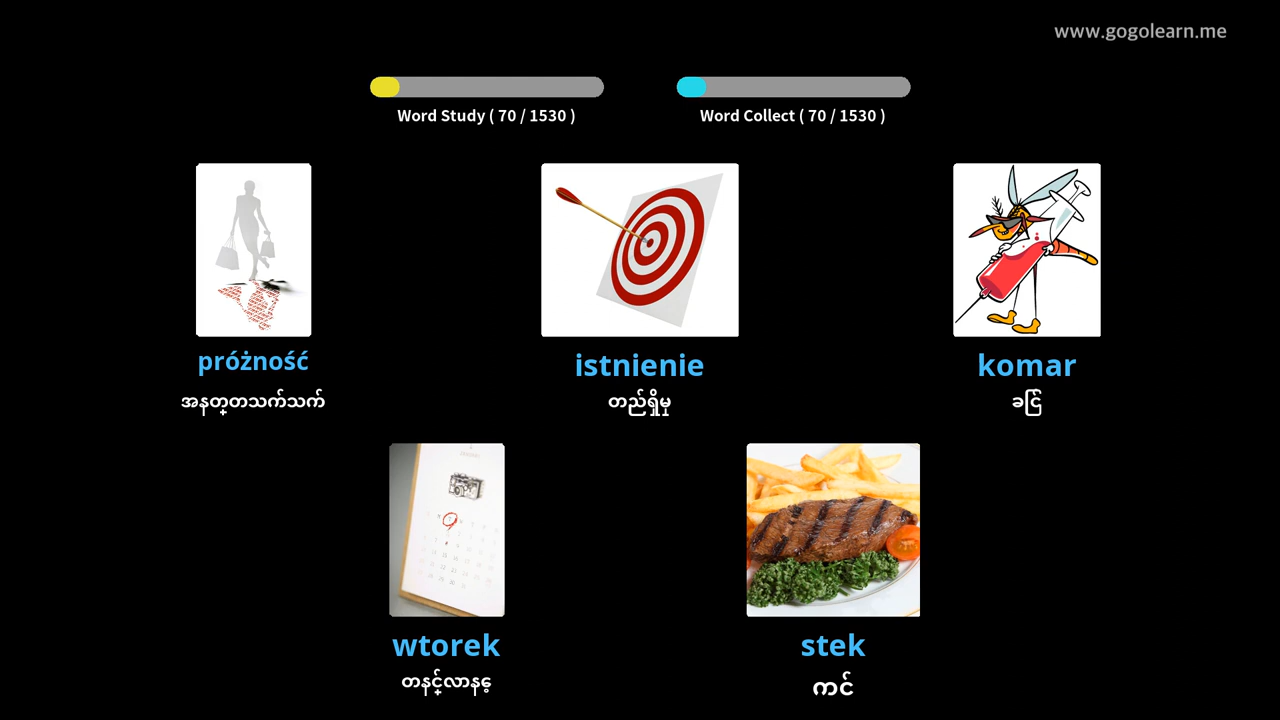 www.gogolearn.me
Word Study ( 70 / 1530 )
Word Collect ( 70 / 1530 )
próżność
အနတ္တသက်သက်
istnienie
တည်ရှိမှု
komar
ခြင်
wtorek
တနင်္လာနေ့
stek
ကင်